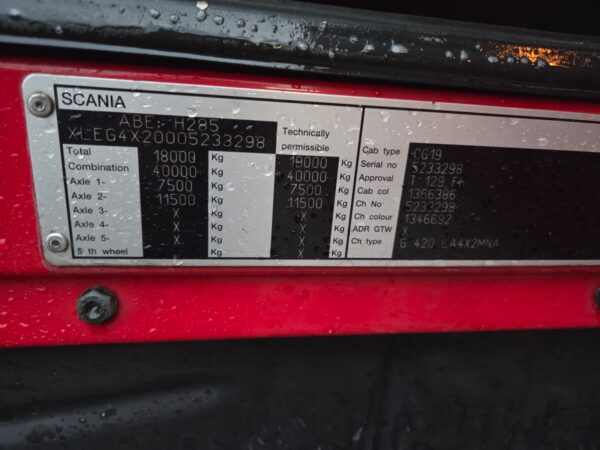 SCANIA
ABE: H285
XLEG4X20005233298
Technically
permissible
Total 18000 Kg 19000 Kg
Combination 40000 Kg 40000 Kg
Axle 1- 7500 Kg 7500 Kg
Axle 2- 11500 Kg 11500 Kg
Axle 3- X Kg X Kg
Axle 4- X Kg X Kg
Axle 5- X Kg X Kg
5 th wheel X Kg X Kg
Cab type CG19
Serial no 5233298
Approval T 129
Cab col 1366386
Ch No 5233298
Ch colour 1346692
ADR GTW X
Ch type G 420 LA4X2MNA